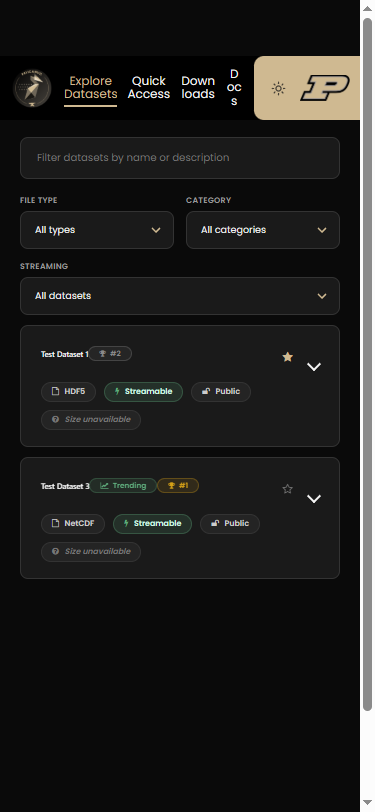 Explore
Datasets
Quick
Access
Down
loads
D
oc
s
Filter datasets by name or description
FILE TYPE
CATEGORY
All types
All categories
STREAMING
All datasets
Test Dataset 1
#2
HDF5
Streamable
Public
Size unavailable
Test Dataset 3
Trending
#1
NetCDF
Streamable
Public
Size unavailable